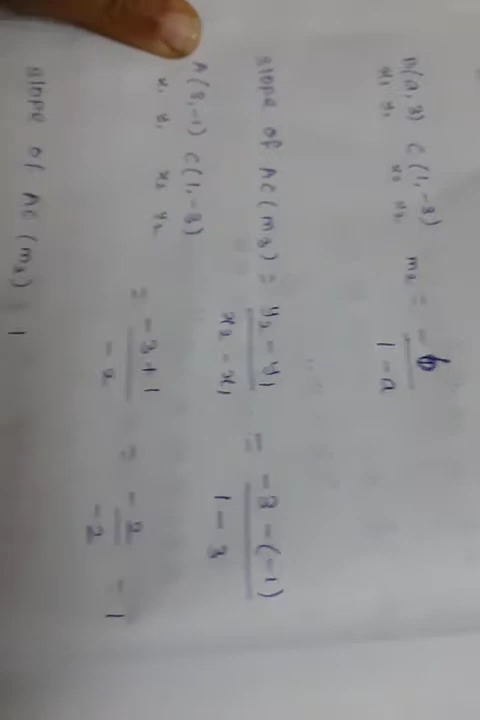 B(a, 3) C(1, -3) m₂ = -6/(1 - a)
x₁ y₁ x₂ y₂
Slope of AC (m₃) = (y₂ - y₁)/(x₂ - x₁) = (-3 - (-1))/(1 - 3)
A(3, -1) C(1, -3)
x₁ y₁ x₂ y₂
= (-3 + 1)/(-2) = (-2)/(-2) = 1
Slope of AC (m₃) = 1